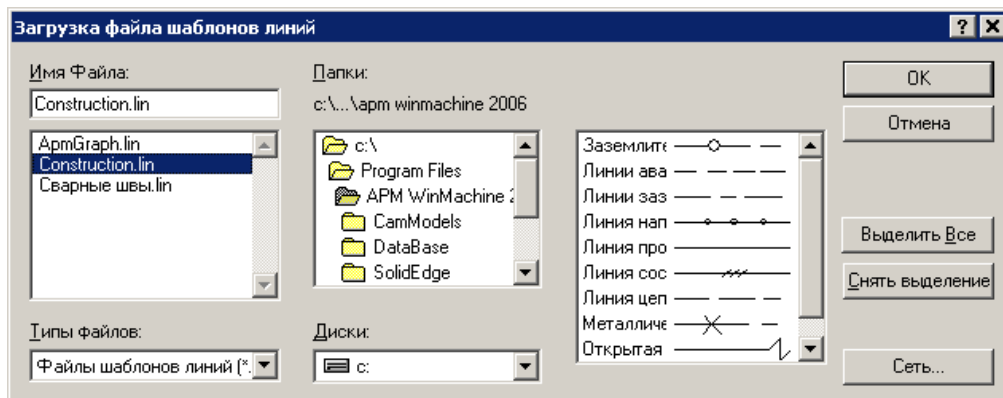 Загрузка файла шаблонов линий
Имя Файла:
Construction.lin
ApmGraph.lin
Construction.lin
Сварные швы.lin
Типы файлов:
Файлы шаблонов линий (*.
Папки:
c:\...\apm winmachine 2006
c:\
Program Files
APM WinMachine 2
CamModels
DataBase
SolidEdge
Диски:
c:
Заземлите
Линии ава
Линии заз
Линия нап
Линия про
Линия сос
Линия цеп
Металличе
Открытая
OK
Отмена
Выделить Все
Снять выделение
Сеть...